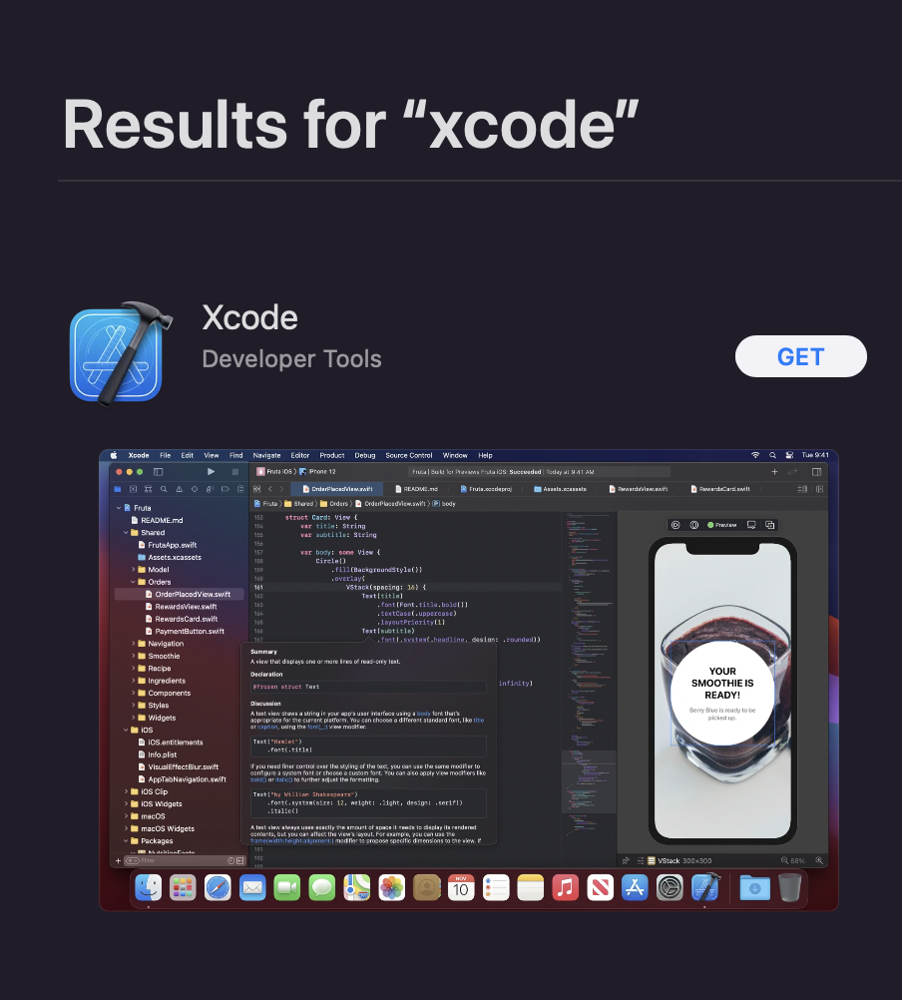 Results for “xcode”
Xcode
Developer Tools
GET
Xcode File Edit View Find Navigate Editor Product Debug Source Control Window Help
Tue 9:41
Fruta iOS 〉 iPhone 12
Fruta | Build for Previews Fruta iOS: Succeeded | Today at 9:41 AM
OrderPlacedView.swift
README.md
Fruta.xcodeproj
Assets.xcassets
RewardsView.swift
RewardsCard.swift
Fruta 〉 Shared 〉 Orders 〉 OrderPlacedView.swift 〉 body
Fruta
README.md
Shared
FrutaApp.swift
Assets.xcassets
Model
Orders
OrderPlacedView.swift
RewardsView.swift
RewardsCard.swift
PaymentButton.swift
Navigation
Smoothie
Recipe
Ingredients
Components
Styles
Widgets
iOS
iOS.entitlements
Info.plist
VisualEffectBlur.swift
AppTabNavigation.swift
iOS Clip
iOS Widgets
macOS
macOS Widgets
Packages
NutritionFacts
Filter
153 struct Card: View {
154 var title: String
155 var subtitle: String
156
157 var body: some View {
158 Circle()
159 .fill(BackgroundStyle())
160 .overlay(
161 VStack(spacing: 16) {
162 Text(title)
163 .font(Font.title.bold())
164 .textCase(.uppercase)
165 .layoutPriority(1)
166 Text(subtitle)
167 .font(.system(.headline, design: .rounded))
infinity)
Summary
A view that displays one or more lines of read-only text.
Declaration
@frozen struct Text
Discussion
A text view draws a string in your app's user interface using a body font that's
appropriate for the current platform. You can choose a different standard font, like title
or caption, using the font(_:) view modifier.
Text("Hamlet")
.font(.title)
If you need finer control over the styling of the text, you can use the same modifier to
configure a system font or choose a custom font. You can also apply view modifiers like
bold() or italic() to further adjust the formatting.
Text("by William Shakespeare")
.font(.system(size: 12, weight: .light, design: .serif))
.italic()
A text view always uses exactly the amount of space it needs to display its rendered
contents, but you can affect the view's layout. For example, you can use the
frame(width:height:alignment:) modifier to propose specific dimensions to the view. If
191
192
Preview
YOUR
SMOOTHIE IS
READY!
Berry Blue is ready to be
picked up.
VStack 300×300
68%
NOV
10